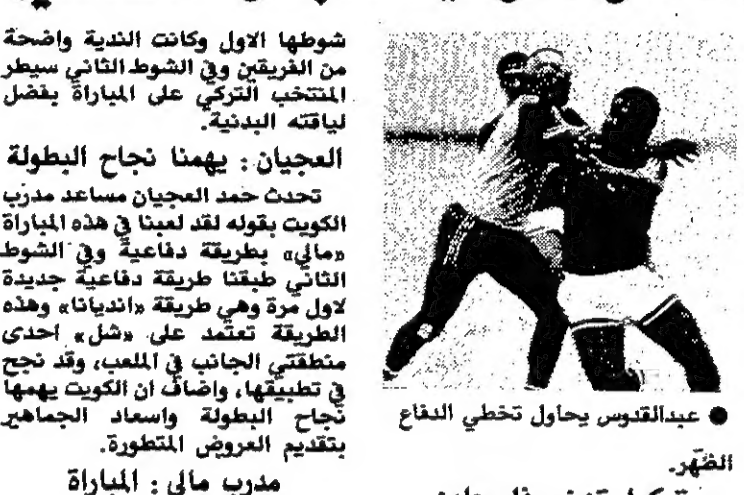 شوطها الاول وكانت الندية واضحة
من الفريقين وفي الشوط الثاني سيطر
المنتخب التركي على المباراة بفضل
لياقته البدنية.
العجيان : يهمنا نجاح البطولة
تحدث حمد العجيان مساعد مدرب
الكويت بقوله لقد لعبنا في هذه المباراة
«مالي» بطريقة دفاعية وفي الشوط
الثاني طبقنا طريقة دفاعية جديدة
لاول مرة وهي طريقة «انديانا» وهذه
الطريقة تعتمد على «شل» احدى
منطقتي الجانب في الملعب، وقد نجح
في تطبيقها، واضاف ان الكويت يهمها
نجاح البطولة واسعاد الجماهير
بتقديم العروض المتطورة.
مدرب مالي : المباراة
● عبدالقدوس يحاول تخطي الدفاع
الظهر.